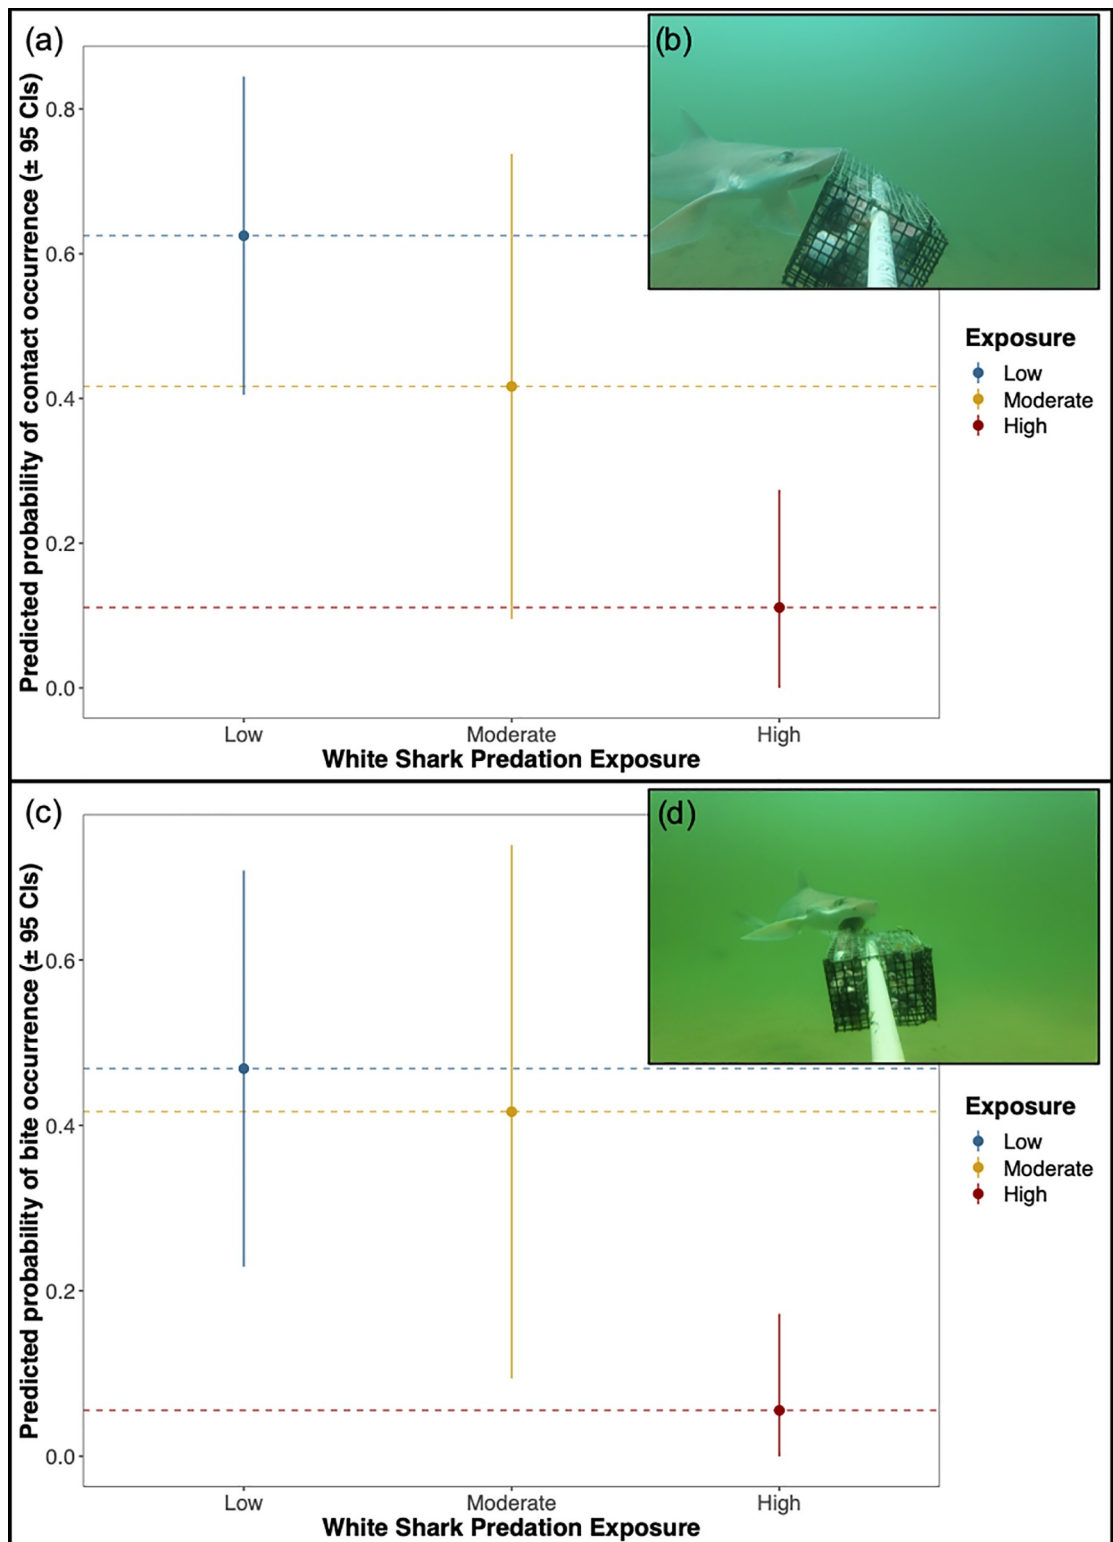 (a)
(b)
Predicted probability of contact occurrence (± 95 CIs)
0.8
0.6
0.4
0.2
0.0
Low
Moderate
High
White Shark Predation Exposure
Exposure
Low
Moderate
High
(c)
(d)
Predicted probability of bite occurrence (± 95 CIs)
0.6
0.4
0.2
0.0
Low
Moderate
High
White Shark Predation Exposure
Exposure
Low
Moderate
High